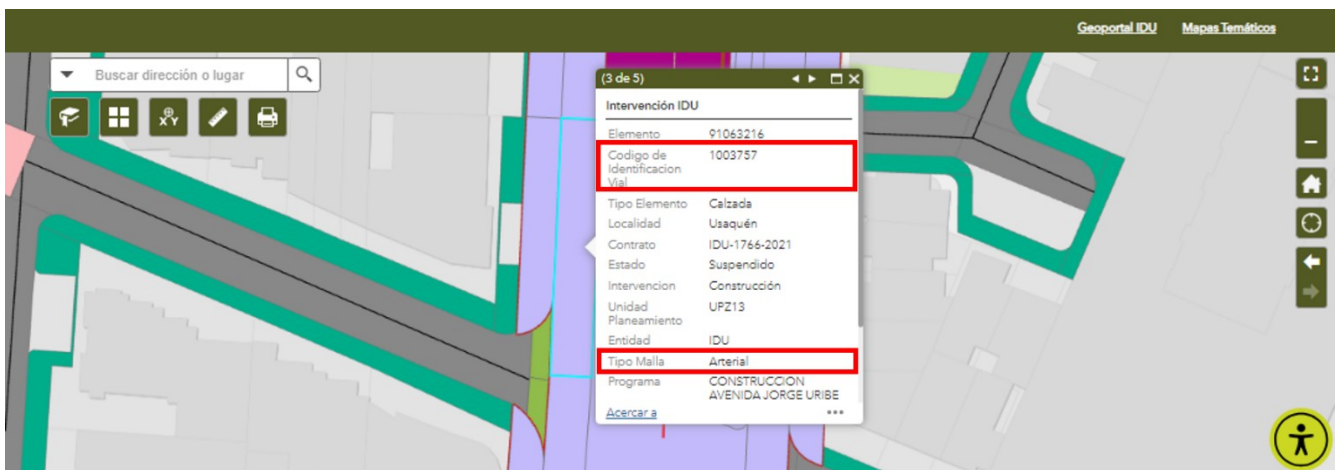 Geoportal IDU Mapas Temáticos
Buscar dirección o lugar
(3 de 5)
Intervención IDU
Elemento 91063216
Codigo de 1003757
Identificacion
Vial
Tipo Elemento Calzada
Localidad Usaquén
Contrato IDU-1766-2021
Estado Suspendido
Intervencion Construcción
Unidad UPZ13
Planeamiento
Entidad IDU
Tipo Malla Arterial
Programa CONSTRUCCION
AVENIDA JORGE URIBE
Acercar a